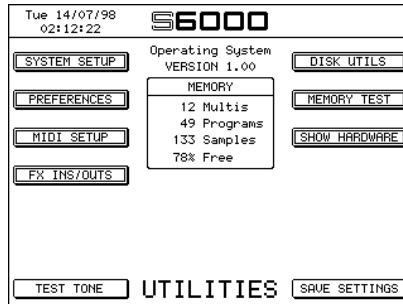 Tue 14/07/98
02:12:22
S6000
Operating System
VERSION 1.00
SYSTEM SETUP
PREFERENCES
MIDI SETUP
FX INS/OUTS
MEMORY
12 Multis
49 Programs
133 Samples
78% Free
DISK UTILS
MEMORY TEST
SHOW HARDWARE
TEST TONE
UTILITIES
SAVE SETTINGS